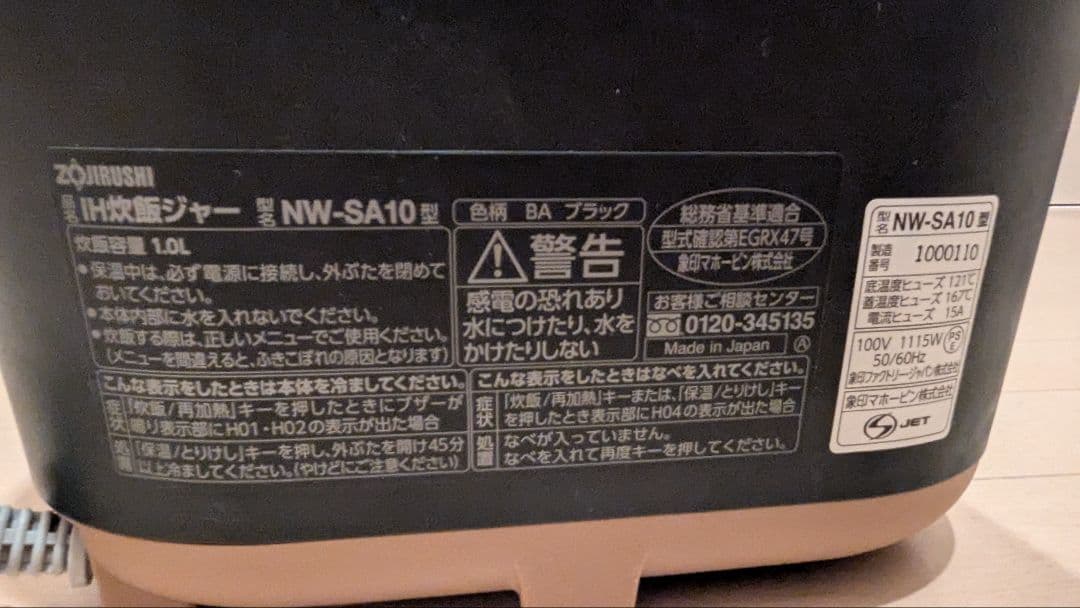 ZOJIRUSHI
品名 IH炊飯ジャー 型名 NW-SA10型
炊飯容量 1.0L
•保温中は、必ず電源に接続し、外ぶたを閉めて
おいてください。
•本体内部に水を入れないでください。
•炊飯する際は、正しいメニューでご使用ください。
(メニューを間違えると、ふきこぼれの原因となります)
色柄 BA ブラック
警告
感電の恐れあり
水につけたり、水を
かけたりしない
総務省基準適合
型式確認第EGRX47号
象印マホービン株式会社
お客様ご相談センター
0120-345135
Made in Japan Ⓐ
こんな表示をしたときは本体を冷ましてください。
症状 「炊飯/再加熱」キーを押したときにブザーが
鳴り表示部にH01・H02の表示が出た場合
処置 「保温/とりけし」キーを押し、外ぶたを開け45分
以上冷ましてください。(やけどにご注意ください)
こんな表示をしたときはなべを入れてください。
症状 「炊飯/再加熱」キーまたは、「保温/とりけし」キー
を押したとき表示部にH04の表示が出た場合
処置 なべが入っていません。
なべを入れて再度キーを押してください。
型名 NW-SA10型
製造番号 1000110
底温度ヒューズ 121℃
蓋温度ヒューズ 167℃
電流ヒューズ 15A
100V 1115W
50/60Hz
PSE
象印ファクトリージャパン株式会社
象印マホービン株式会社
S JET